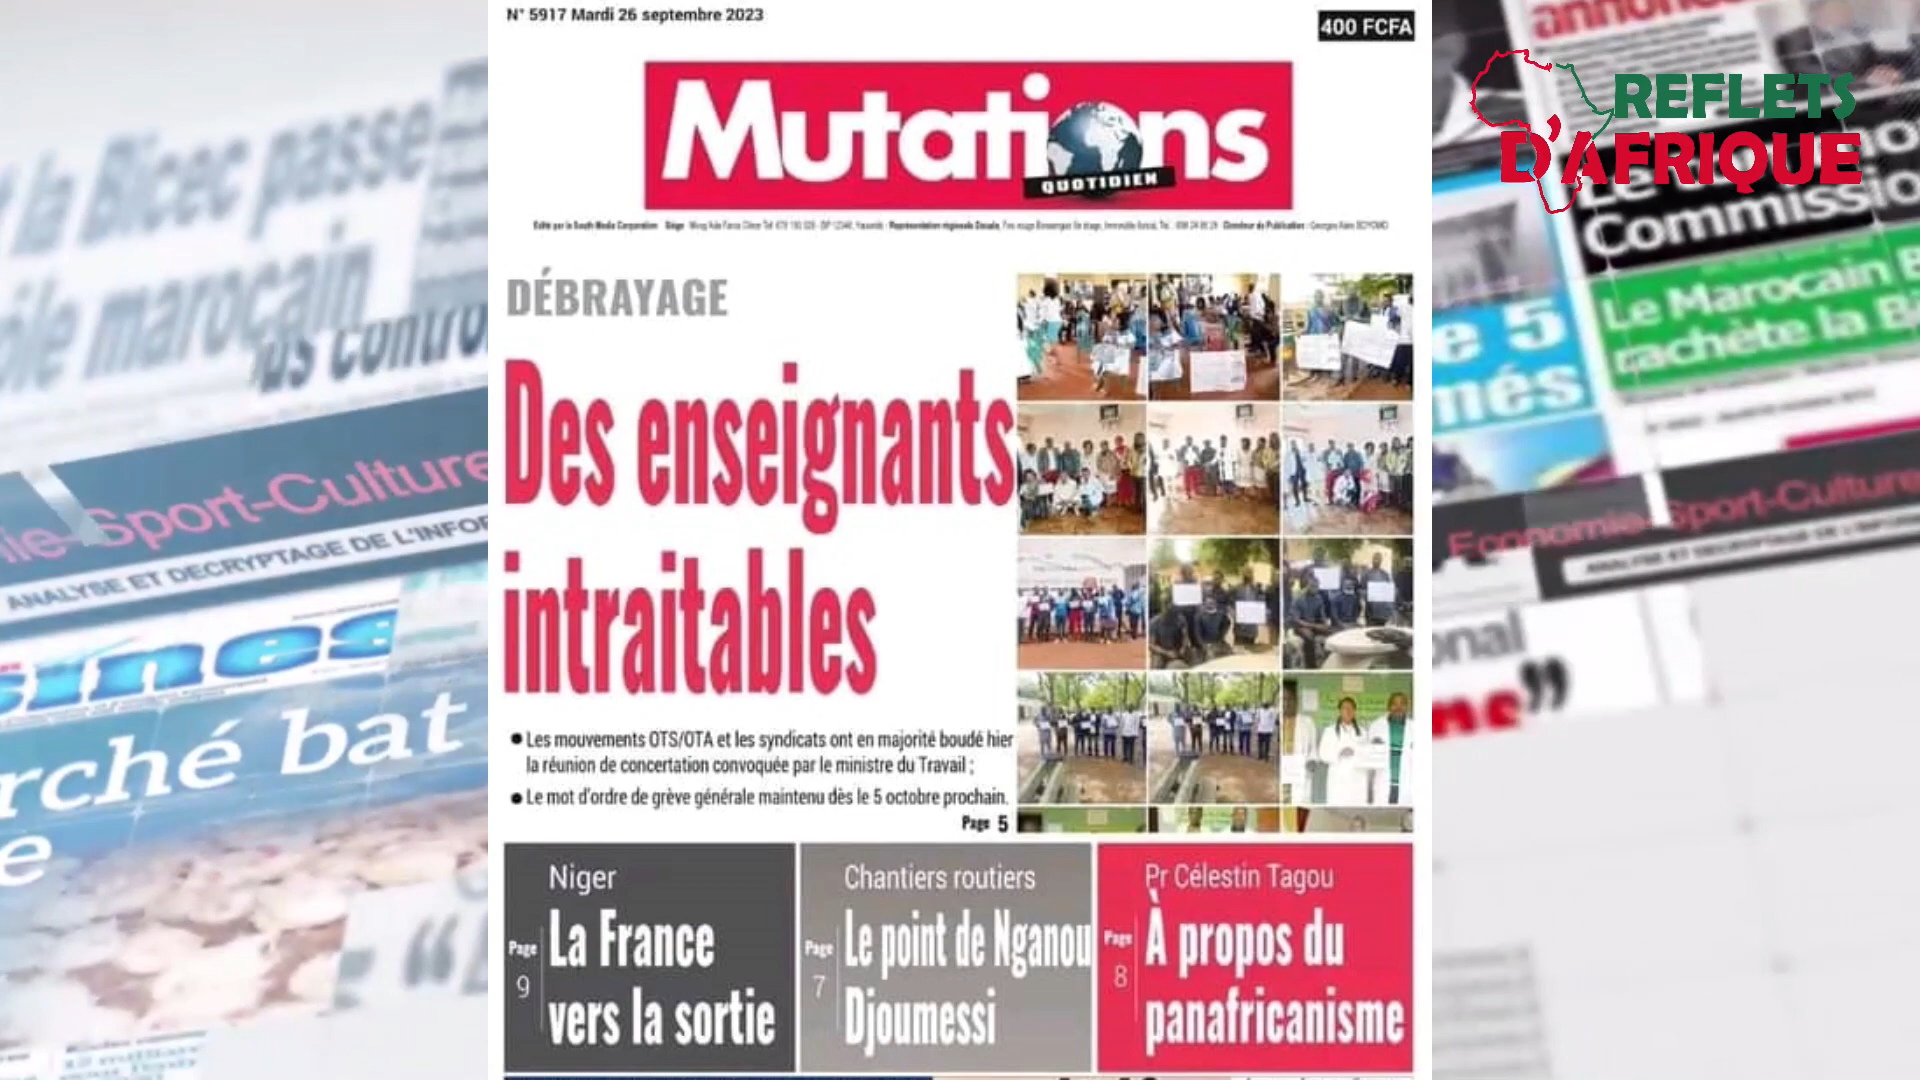 N° 5917 Mardi 26 septembre 2023
400 FCFA
Mutations
QUOTIDIEN
REFLETS
D'AFRIQUE
DÉBRAYAGE
Des enseignants
intraitables
● Les mouvements OTS/OTA et les syndicats ont en majorité boudé hier
la réunion de concertation convoquée par le ministre du Travail ;
● Le mot d'ordre de grève générale maintenu dès le 5 octobre prochain.
Page 5
Niger
La France
vers la sortie
Page
9
Chantiers routiers
Le point de Nganou
Djoumessi
Page
7
Pr Célestin Tagou
À propos du
panafricanisme
Page
8
la Bicec passe
marocain
Sport-Culture
ANALYSE ET DECRYPTAGE DE L'INFO
rché bat
Commissio
Le Marocain B
rachète la Bi
Economie-Sport-Culture